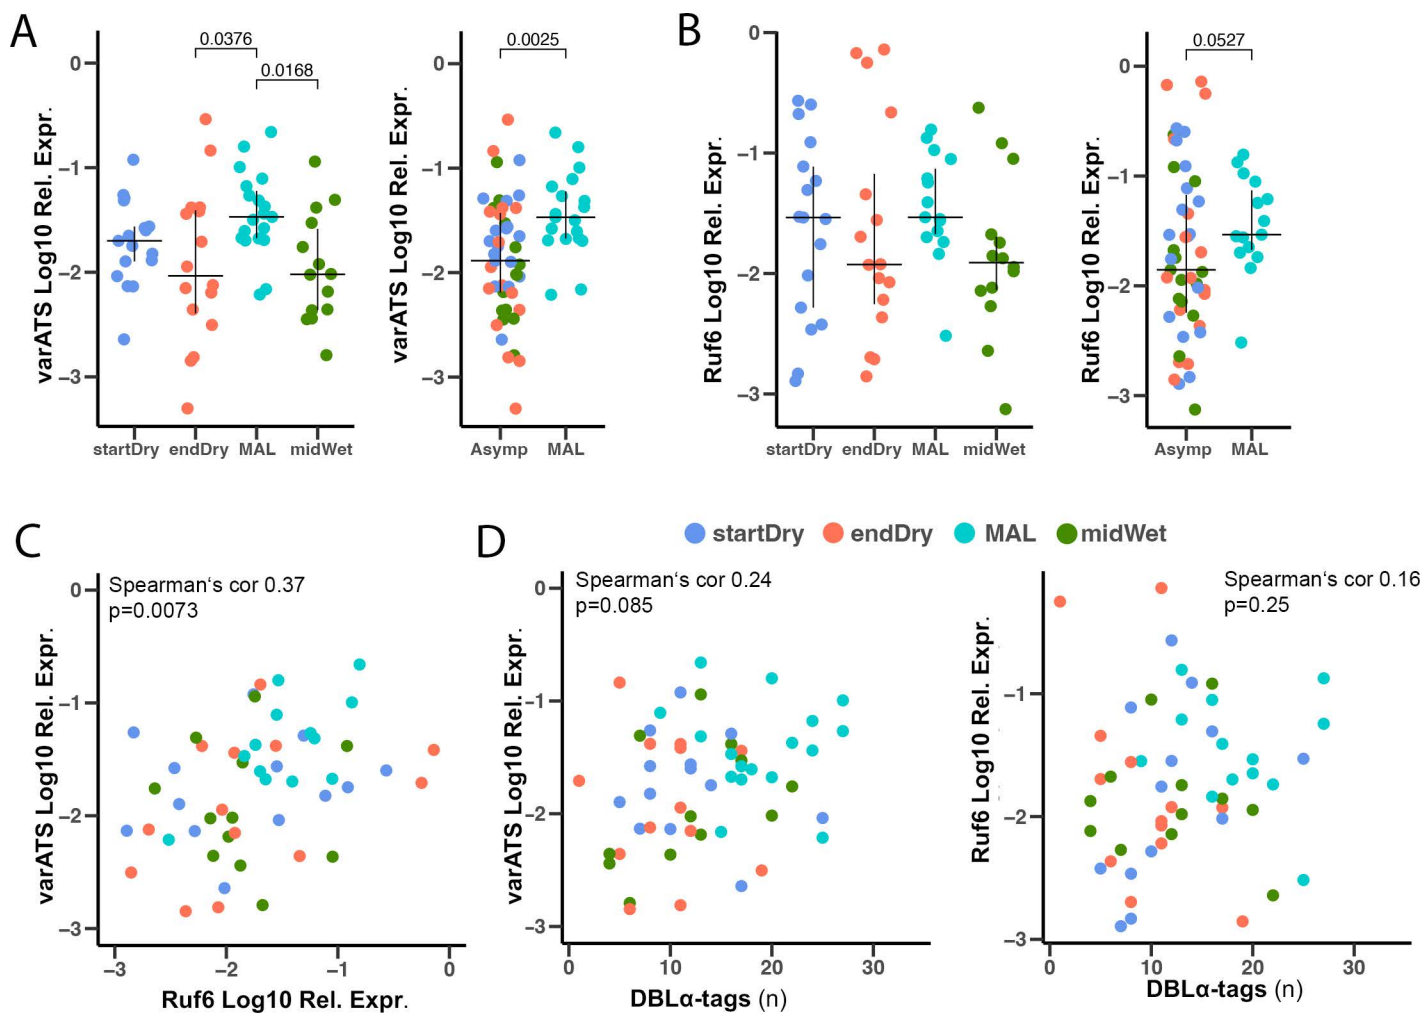 A
B
0.0376
0.0168
0.0025
0.0527
varATS Log10 Rel. Expr.
0
−1
−2
−3
startDry endDry MAL midWet
varATS Log10 Rel. Expr.
0
−1
−2
−3
Asymp MAL
Ruf6 Log10 Rel. Expr.
0
−1
−2
−3
startDry endDry MAL midWet
Ruf6 Log10 Rel. Expr.
0
−1
−2
−3
Asymp MAL
C
D
startDry endDry MAL midWet
Spearman‘s cor 0.37
p=0.0073
varATS Log10 Rel. Expr.
0
−1
−2
−3
−3 −2 −1 0
Ruf6 Log10 Rel. Expr.
Spearman‘s cor 0.24
p=0.085
varATS Log10 Rel. Expr.
0
−1
−2
−3
0 10 20 30
DBLα-tags (n)
Spearman‘s cor 0.16
p=0.25
Ruf6 Log10 Rel. Expr.
−1
−2
−3
0 10 20 30
DBLα-tags (n)